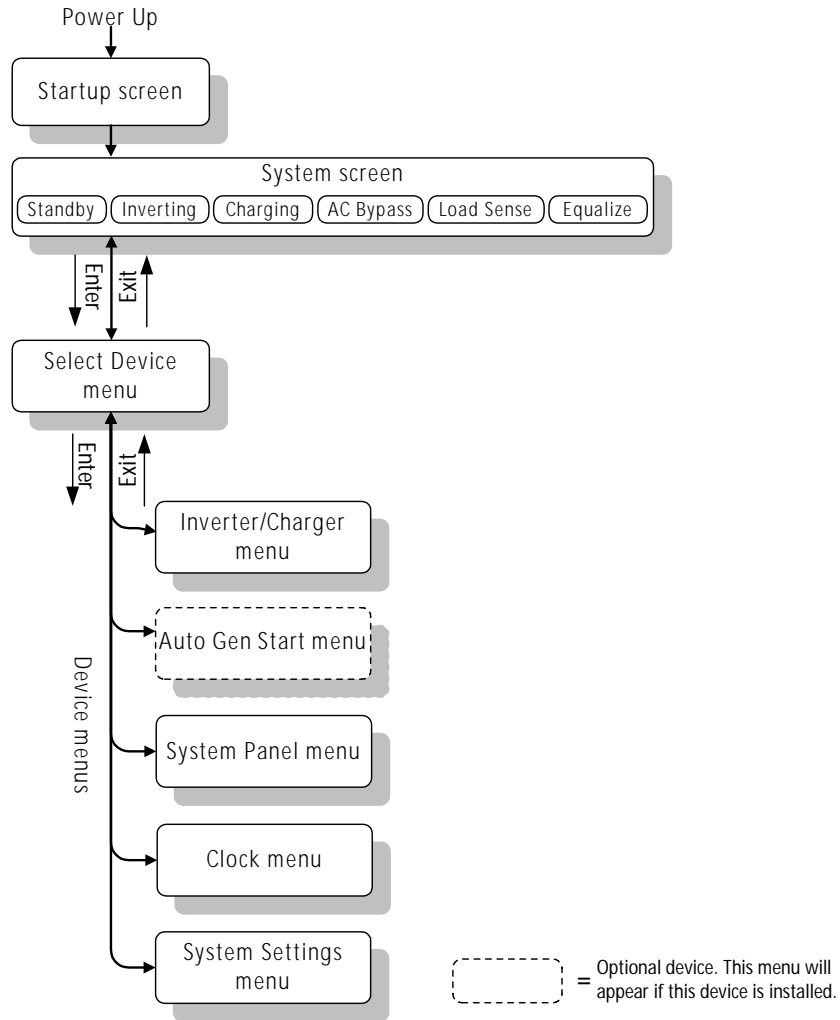 Power Up
Startup screen
System screen
Standby
Inverting
Charging
AC Bypass
Load Sense
Equalize
Enter
Exit
Select Device
menu
Enter
Exit
Inverter/Charger
menu
Auto Gen Start menu
Device menus
System Panel menu
Clock menu
System Settings
menu
= Optional device. This menu will
appear if this device is installed.